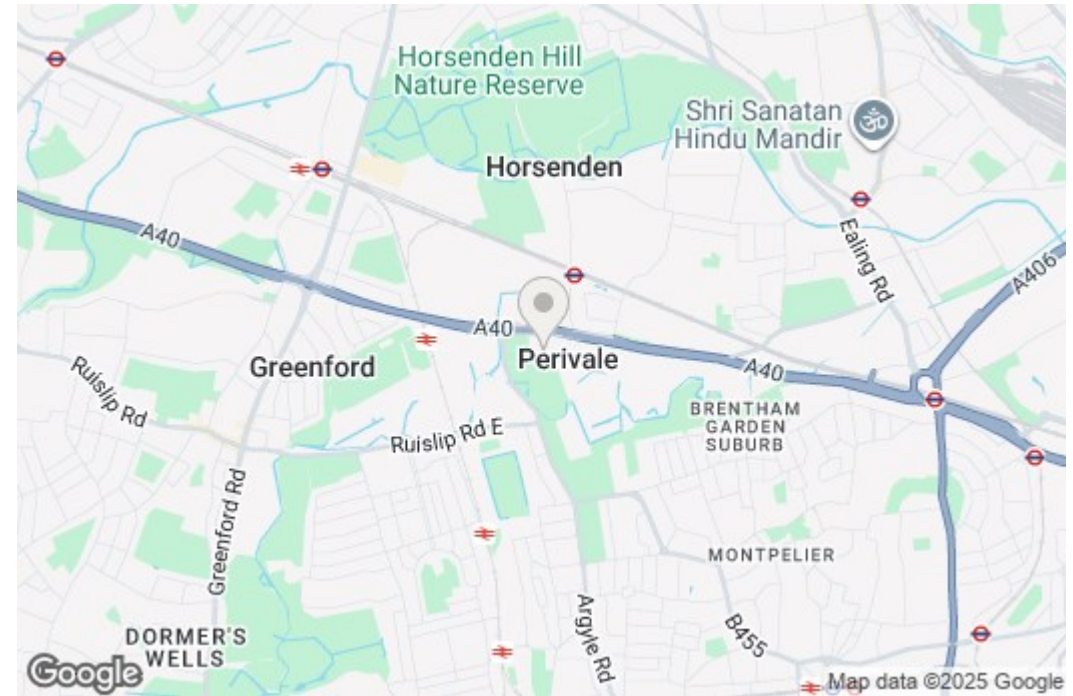 Horsenden Hill
Nature Reserve
Shri Sanatan
Hindu Mandir
Horsenden
A40
Ealing Rd
A406
A40
Perivale
Greenford
A40
Ruislip Rd
BRENTHAM
GARDEN
SUBURB
Ruislip Rd E
Greenford Rd
MONTPELIER
Argyle Rd
B455
DORMER'S
WELLS
Google
Map data ©2025 Google